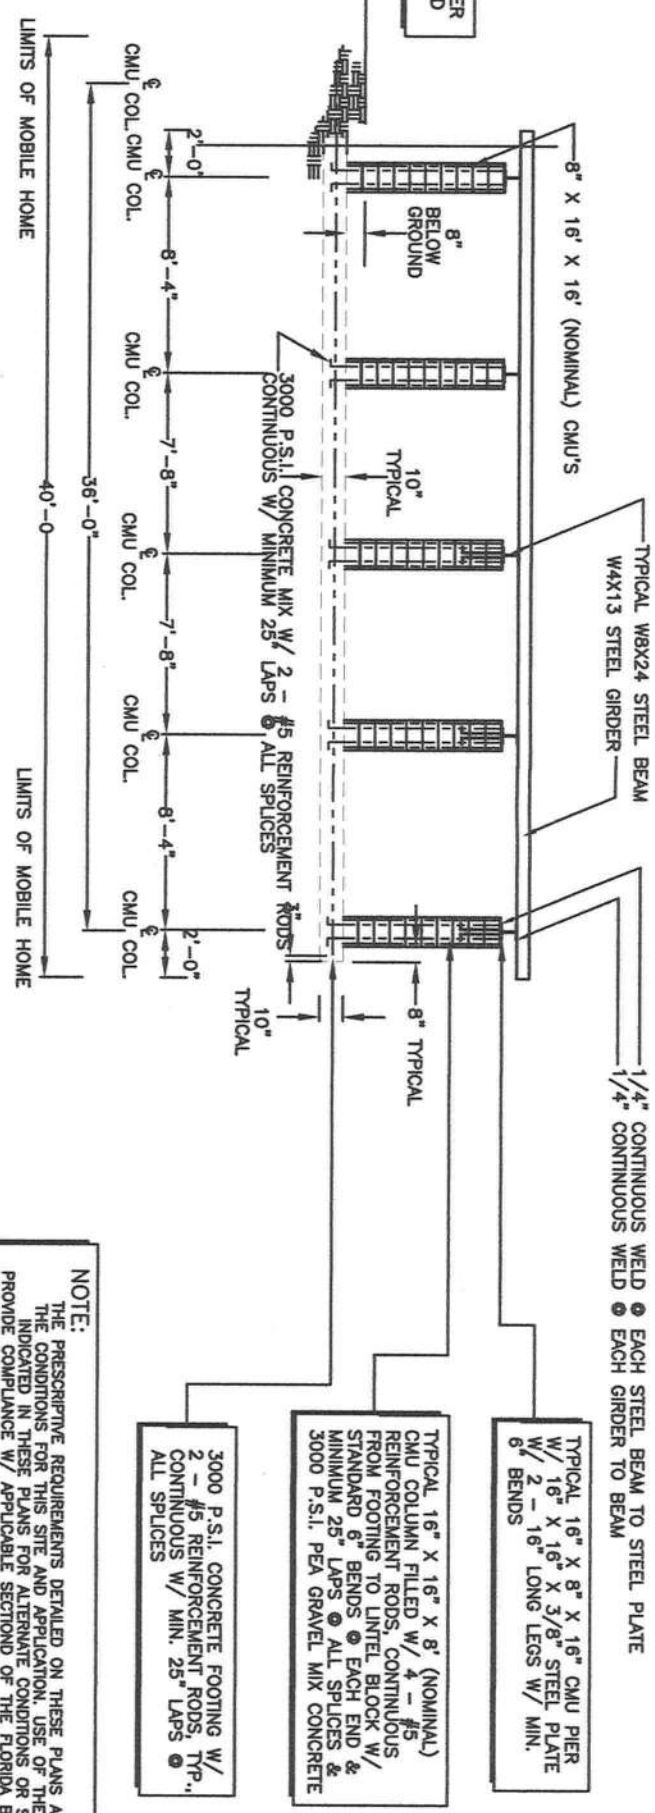 ER
D
8" X 16' X 16' (NOMINAL) CMU'S
TYPICAL W8X24 STEEL BEAM
W4X13 STEEL GIRDER
1/4" CONTINUOUS WELD @ EACH STEEL BEAM TO STEEL PLATE
1/4" CONTINUOUS WELD @ EACH GIRDER TO BEAM
8"
BELOW
GROUND
10"
TYPICAL
8" TYPICAL
3000 P.S.I. CONCRETE MIX W/ 2 - #5 REINFORCEMENT RODS
CONTINUOUS W/ MINIMUM 25" LAPS @ ALL SPLICES
3"
10"
TYPICAL
2'-0"
8'-4"
7'-8"
7'-8"
8'-4"
2'-0"
CMU COL.
CMU COL.
CMU COL.
CMU COL.
CMU COL.
CMU COL.
36'-0"
40'-0
LIMITS OF MOBILE HOME
LIMITS OF MOBILE HOME
TYPICAL 16" X 8" X 16" CMU PIER
W/ 16" X 16" X 3/8" STEEL PLATE
W/ 2 - 16" LONG LEGS W/ MIN.
6" BENDS
TYPICAL 16" X 16" X 8' (NOMINAL)
CMU COLUMN FILLED W/ 4 - #5
REINFORCEMENT RODS, CONTINUOUS
FROM FOOTING TO LINTEL BLOCK W/
STANDARD 6" BENDS @ EACH END &
MINIMUM 25" LAPS @ ALL SPLICES &
3000 P.S.I. PEA GRAVEL MIX CONCRETE
3000 P.S.I. CONCRETE FOOTING W/
2 - #5 REINFORCEMENT RODS, TYP.,
CONTINUOUS W/ MIN. 25" LAPS @
ALL SPLICES
NOTE:
THE PRESCRIPTIVE REQUIREMENTS DETAILED ON THESE PLANS A
THE CONDITIONS FOR THIS SITE AND APPLICATION. USE OF THE
INDICATED IN THESE PLANS FOR ALTERNATE CONDITIONS OR S
PROVIDE COMPLIANCE W/ APPLICABLE SECTIOND OF THE FLORIDA B